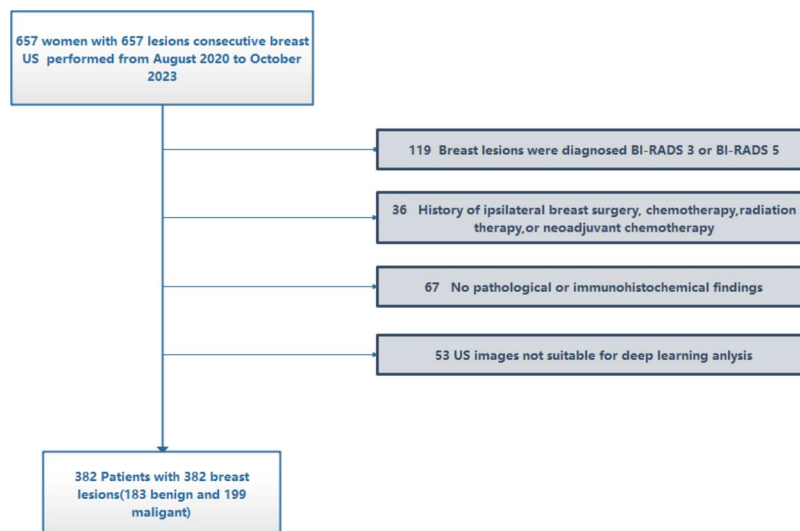 657 women with 657 lesions consecutive breast
US performed from August 2020 to October
2023
119 Breast lesions were diagnosed BI-RADS 3 or BI-RADS 5
36 History of ipsilateral breast surgery, chemotherapy,radiation
therapy,or neoadjuvant chemotherapy
67 No pathological or immunohistochemical findings
53 US images not suitable for deep learning anlysis
382 Patients with 382 breast
lesions(183 benign and 199
maligant)